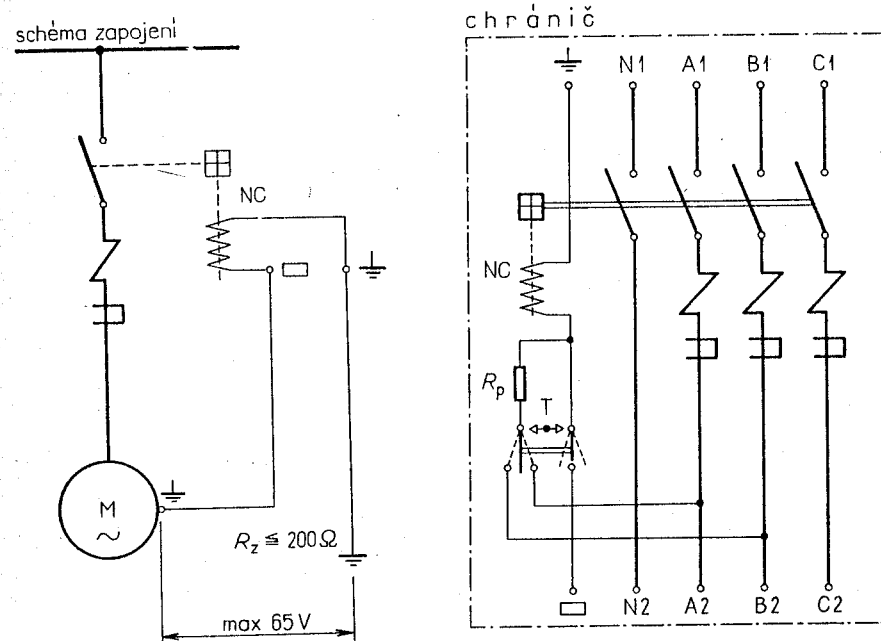 schéma zapojení
NC
M
R_z ≦ 200 Ω
max 65 V
chránič
N1 A1 B1 C1
NC
R_p
T
N2 A2 B2 C2